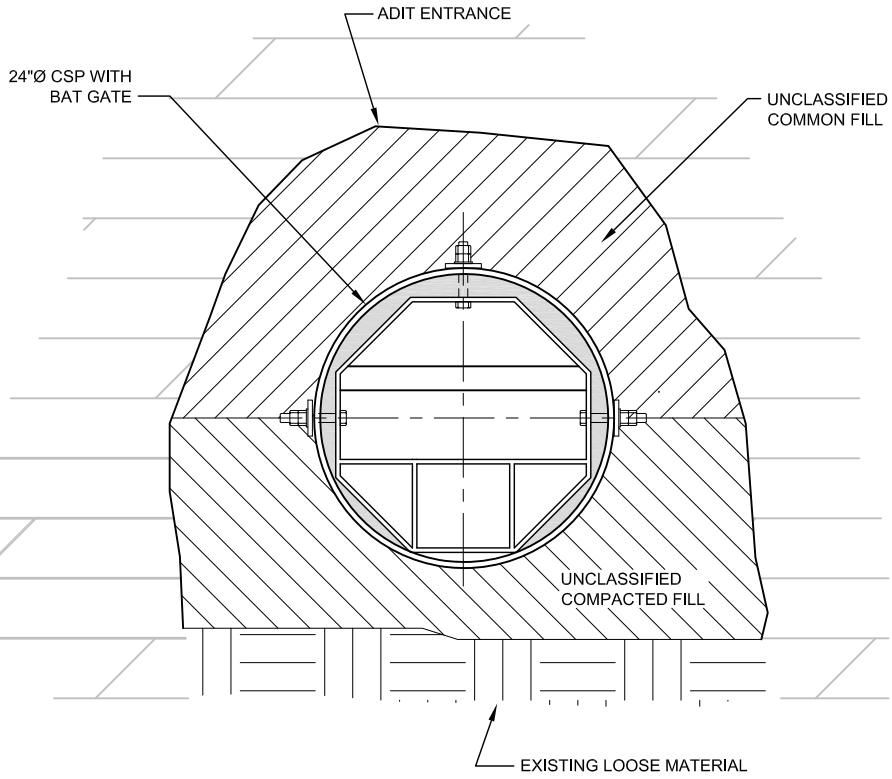 ADIT ENTRANCE
24"Ø CSP WITH
BAT GATE
UNCLASSIFIED
COMMON FILL
UNCLASSIFIED
COMPACTED FILL
EXISTING LOOSE MATERIAL